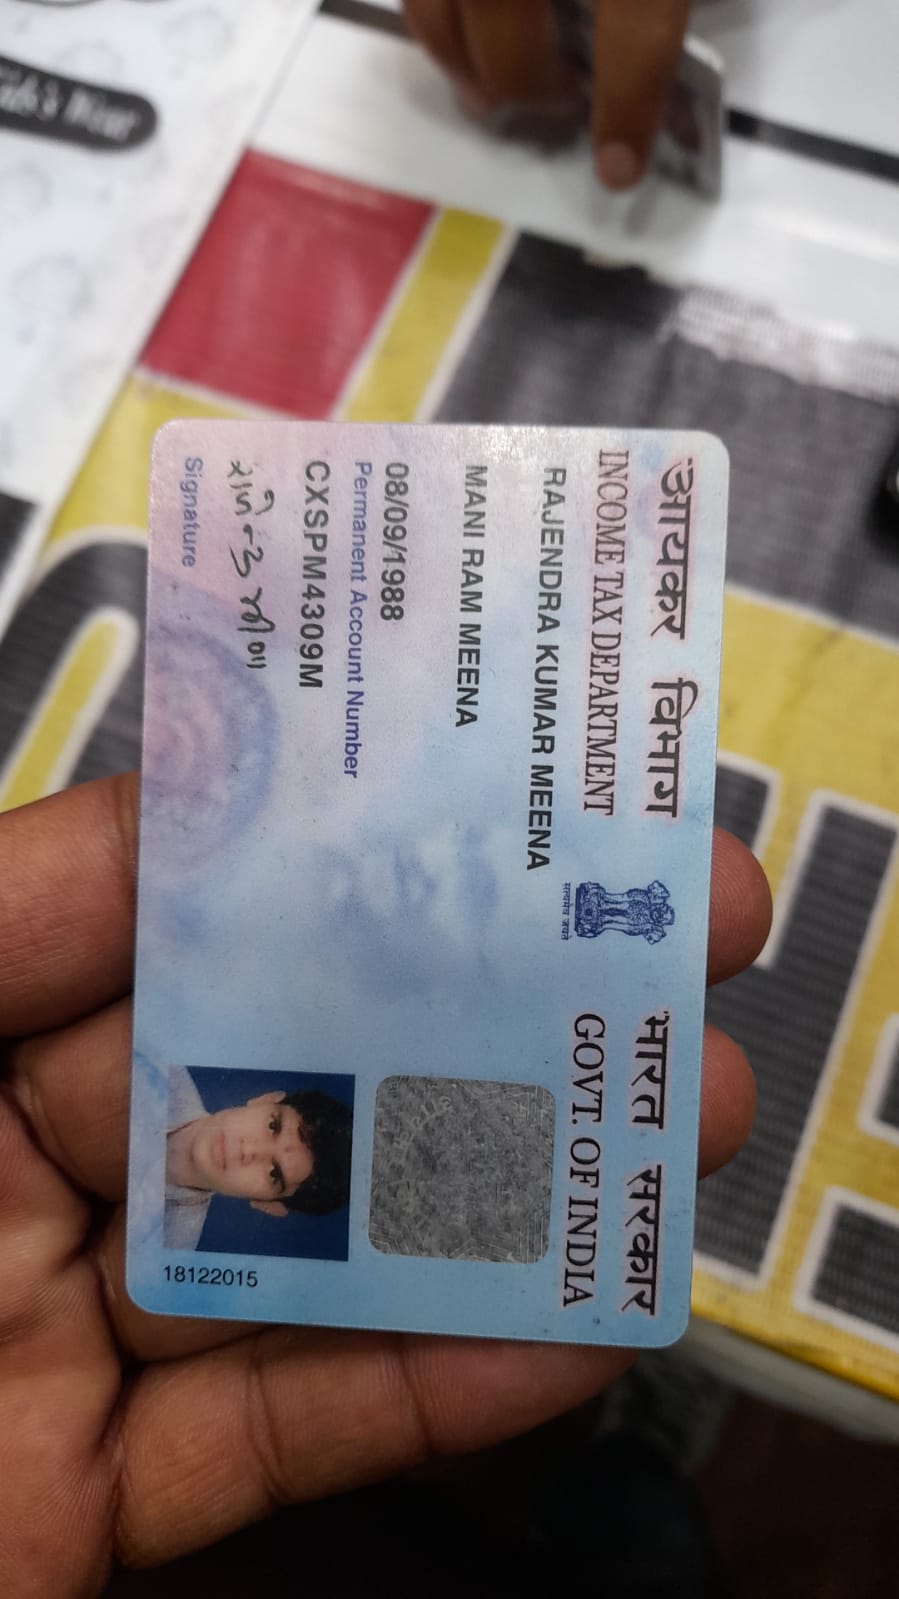 आयकर विभाग
INCOME TAX DEPARTMENT
भारत सरकार
GOVT. OF INDIA
सत्यमेव जयते
RAJENDRA KUMAR MEENA
MANI RAM MEENA
08/09/1988
Permanent Account Number
CXSPM4309M
Signature
18122015